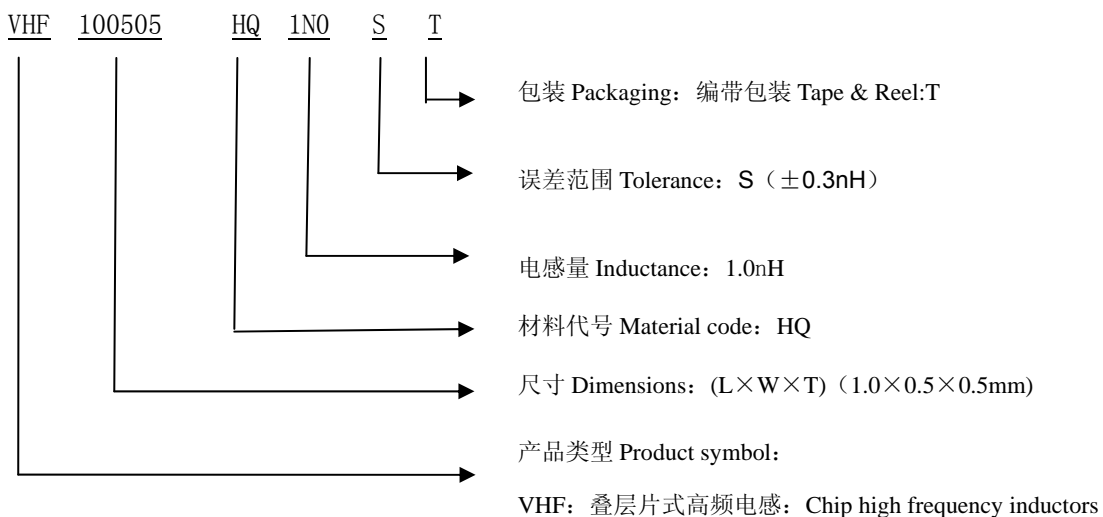 VHF 100505 HQ 1N0 S T
包装 Packaging：编带包装 Tape & Reel:T
误差范围 Tolerance：S（±0.3nH）
电感量 Inductance：1.0nH
材料代号 Material code：HQ
尺寸 Dimensions：(L×W×T)（1.0×0.5×0.5mm)
产品类型 Product symbol：
VHF：叠层片式高频电感：Chip high frequency inductors